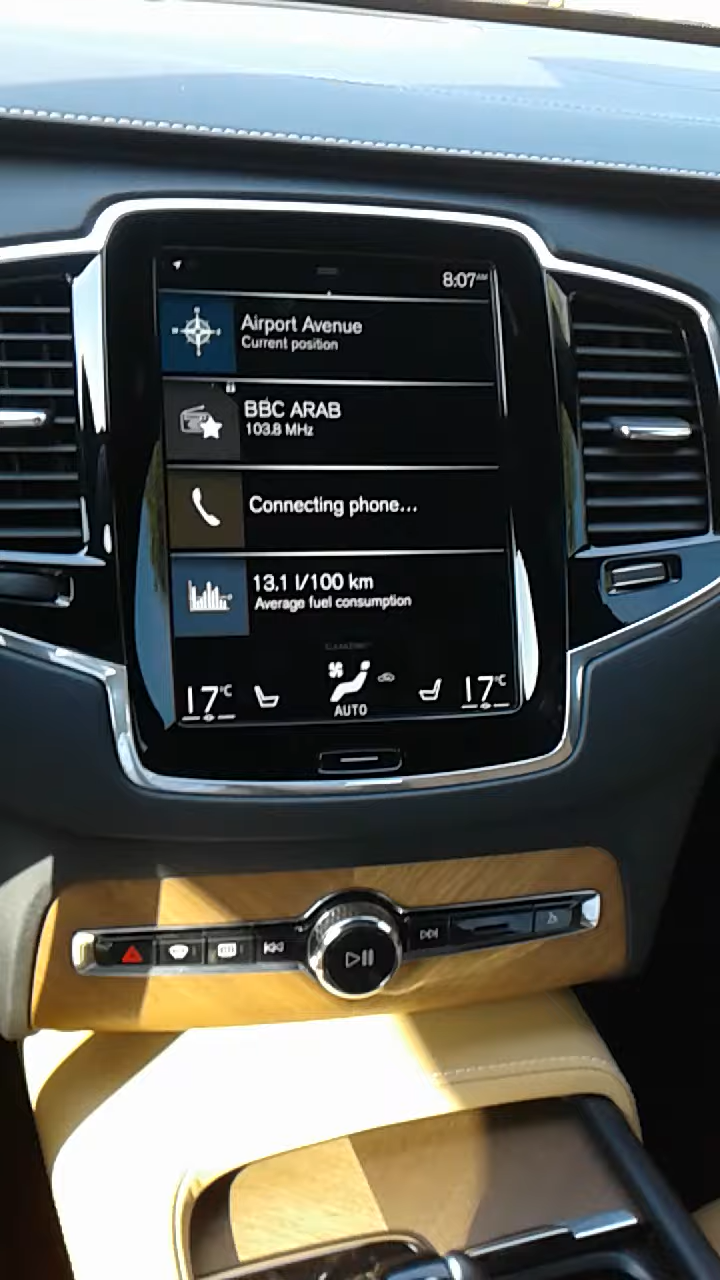 8:07AM
Airport Avenue
Current position
BBC ARAB
103.8 MHz
Connecting phone...
13.1 l/100 km
Average fuel consumption
17°C
17°C
AUTO